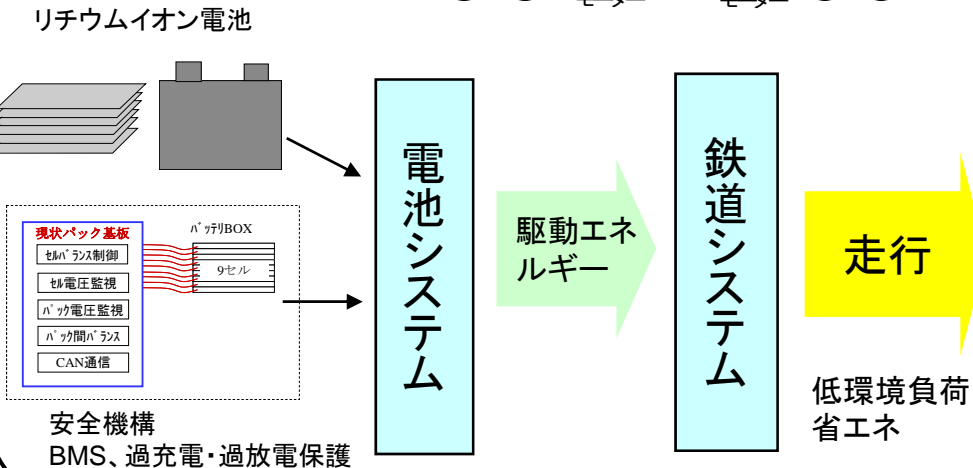 リチウムイオン電池
現状パック基板
ｾﾙﾊﾞﾗﾝｽ制御
ｾﾙ電圧監視
ﾊﾟｯｸ電圧監視
ﾊﾟｯｸ間ﾊﾞﾗﾝｽ
CAN通信
ﾊﾞｯﾃﾘBOX
9セル
安全機構
BMS、過充電・過放電保護
電池システム
駆動エネ
ルギー
鉄道システム
走行
低環境負荷
省エネ